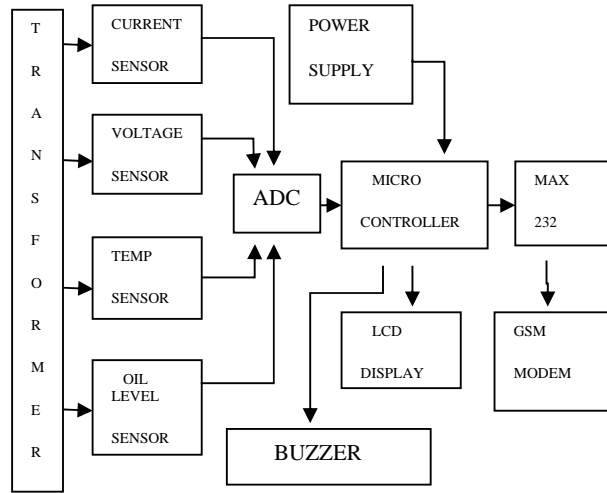 T
R
A
N
S
F
O
R
M
E
R
CURRENT
SENSOR
VOLTAGE
SENSOR
TEMP
SENSOR
OIL
LEVEL
SENSOR
POWER
SUPPLY
ADC
MICRO
CONTROLLER
MAX
232
LCD
DISPLAY
GSM
MODEM
BUZZER